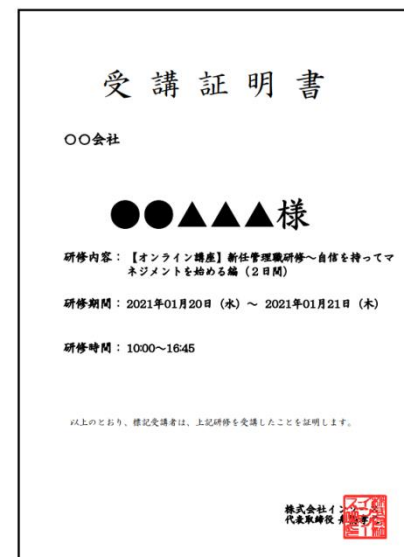 受講証明書
〇〇会社
●●▲▲▲様
研修内容：【オンライン講座】新任管理職研修～自信を持ってマ
ネジメントを始める編（２日間）
研修期間：2021年01月20日（水）～ 2021年01月21日（木）
研修時間：10:00～16:45
以上のとおり、標記受講者は、上記研修を受講したことを証明します。
株式会社イン
代表取締役